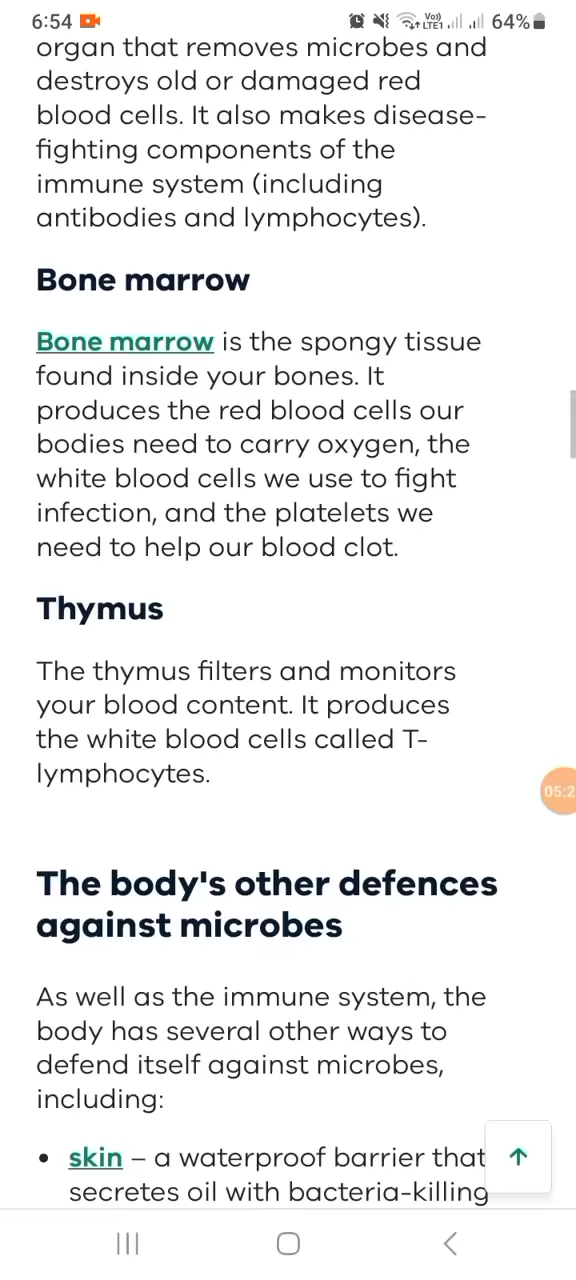 6:54
Vo)) LTE1 64%
organ that removes microbes and
destroys old or damaged red
blood cells. It also makes disease-
fighting components of the
immune system (including
antibodies and lymphocytes).
Bone marrow
Bone marrow is the spongy tissue
found inside your bones. It
produces the red blood cells our
bodies need to carry oxygen, the
white blood cells we use to fight
infection, and the platelets we
need to help our blood clot.
Thymus
The thymus filters and monitors
your blood content. It produces
the white blood cells called T-
lymphocytes.
05:2
The body's other defences
against microbes
As well as the immune system, the
body has several other ways to
defend itself against microbes,
including:
• skin – a waterproof barrier that
secretes oil with bacteria-killing